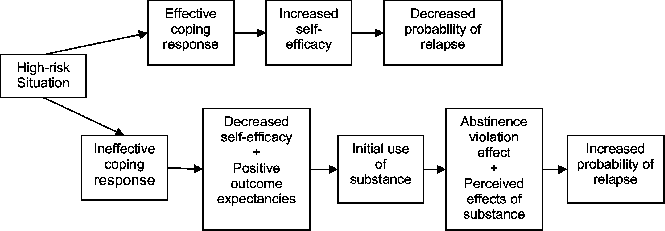 Effective
coping
response
Increased
self-
efficacy
Decreased
probability of
relapse
High-risk
Situation
Ineffective
coping
response
Decreased
self-efficacy
+
Positive
outcome
expectancies
Initial use
of
substance
Abstinence
violation
effect
+
Perceived
effects of
substance
Increased
probability of
relapse